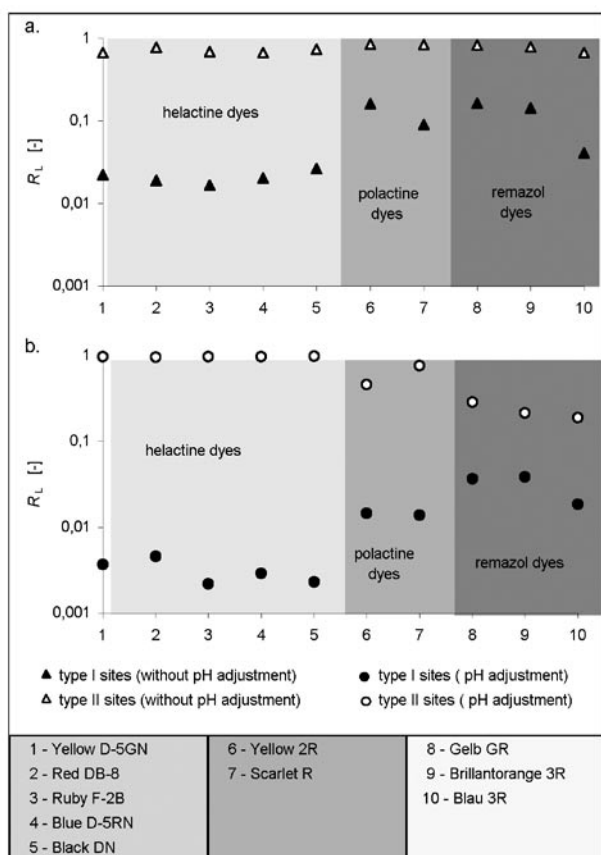 a.
1
0,1
0,01
0,001
R_L [-]
helactine dyes
polactine
dyes
remazol
dyes
1 2 3 4 5 6 7 8 9 10
b.
1
0,1
0,01
0,001
R_L [-]
helactine dyes
polactine
dyes
remazol dyes
1 2 3 4 5 6 7 8 9 10
type I sites (without pH adjustment)
type II sites (without pH adjustment)
type I sites ( pH adjustment)
type II sites ( pH adjustment)
1 - Yellow D-5GN
2 - Red DB-8
3 - Ruby F-2B
4 - Blue D-5RN
5 - Black DN
6 - Yellow 2R
7 - Scarlet R
8 - Gelb GR
9 - Brillantorange 3R
10 - Blau 3R